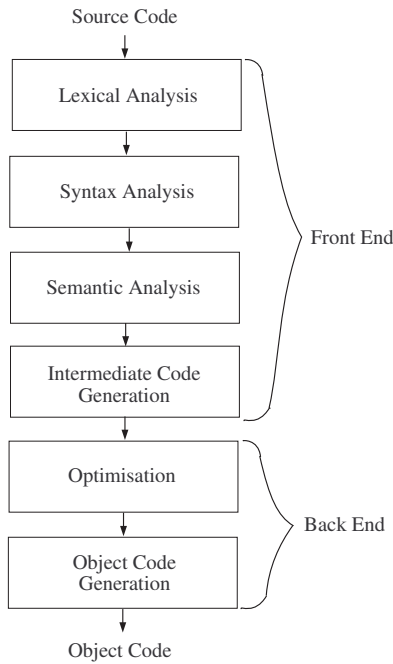 Source Code
Lexical Analysis
Syntax Analysis
Front End
Semantic Analysis
Intermediate Code
Generation
Optimisation
Back End
Object Code
Generation
Object Code